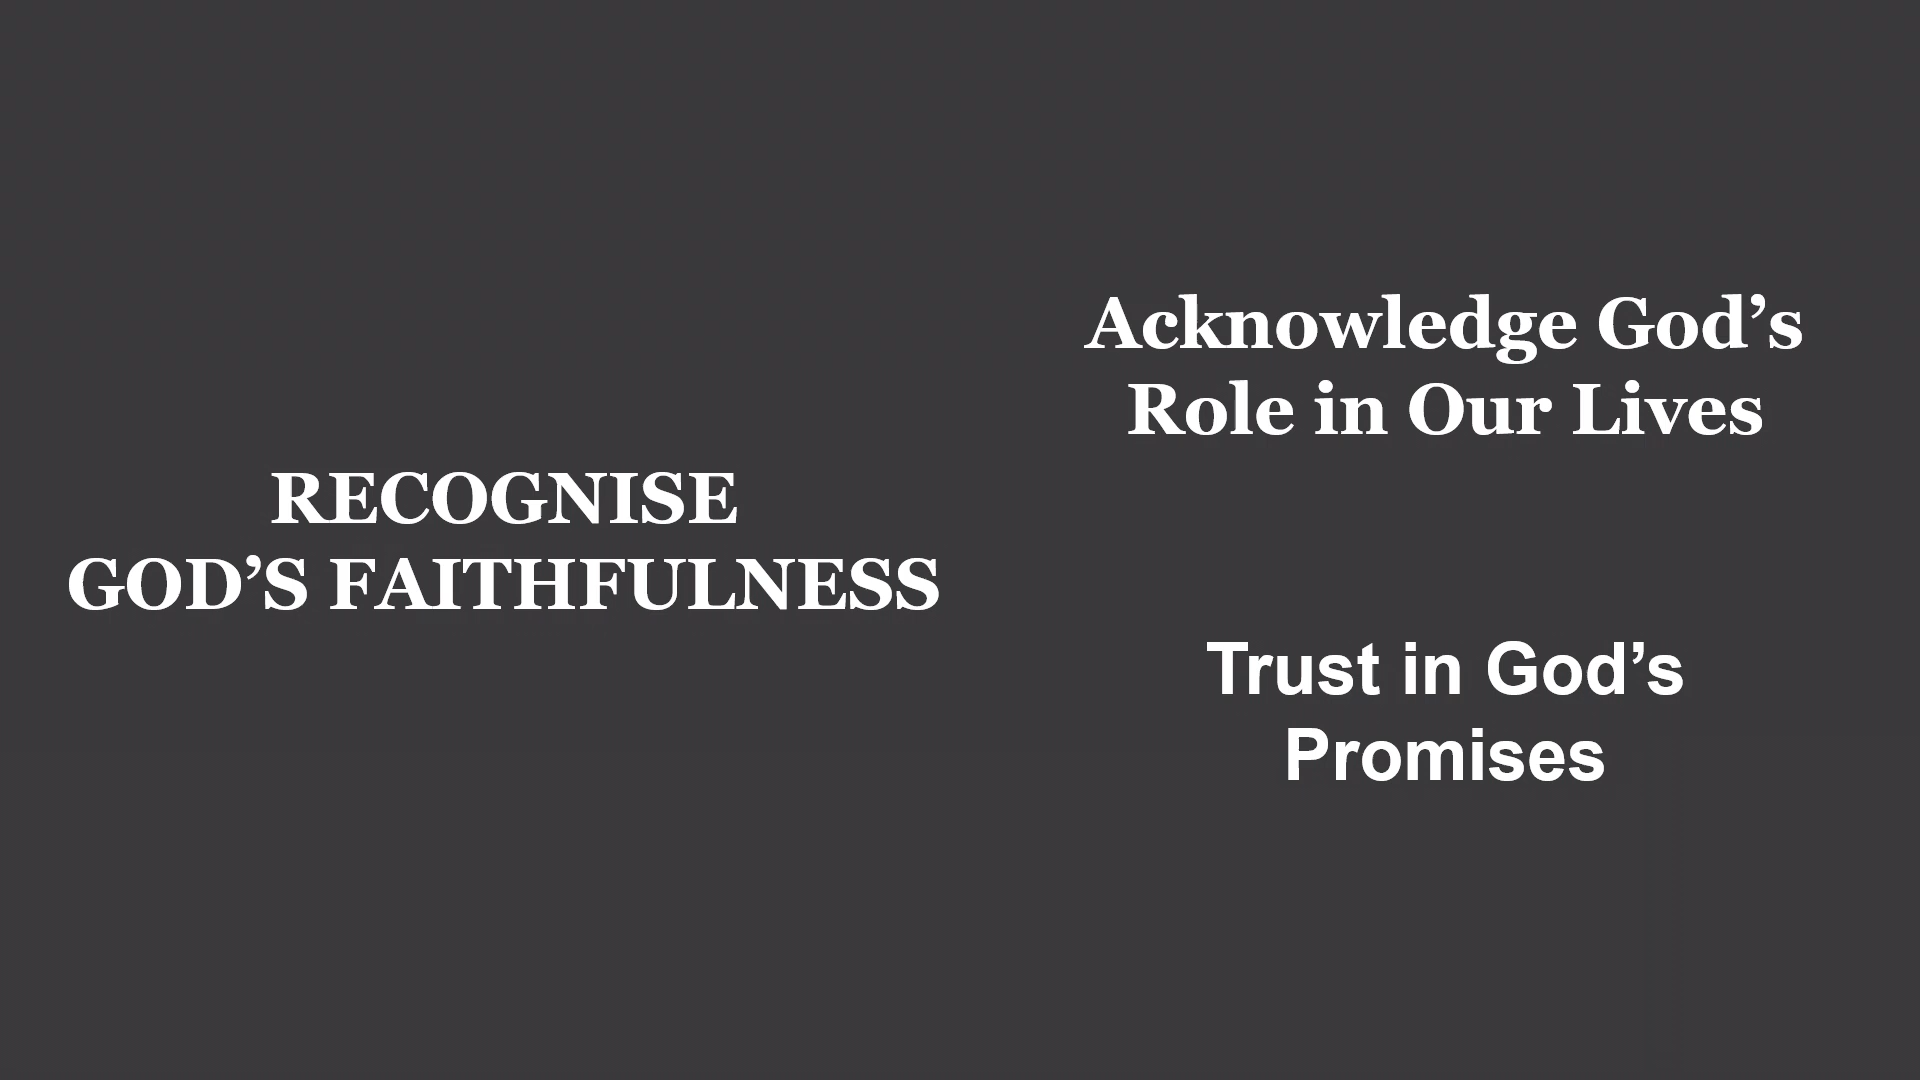 RECOGNISE
GOD’S FAITHFULNESS
Acknowledge God’s
Role in Our Lives
Trust in God’s
Promises